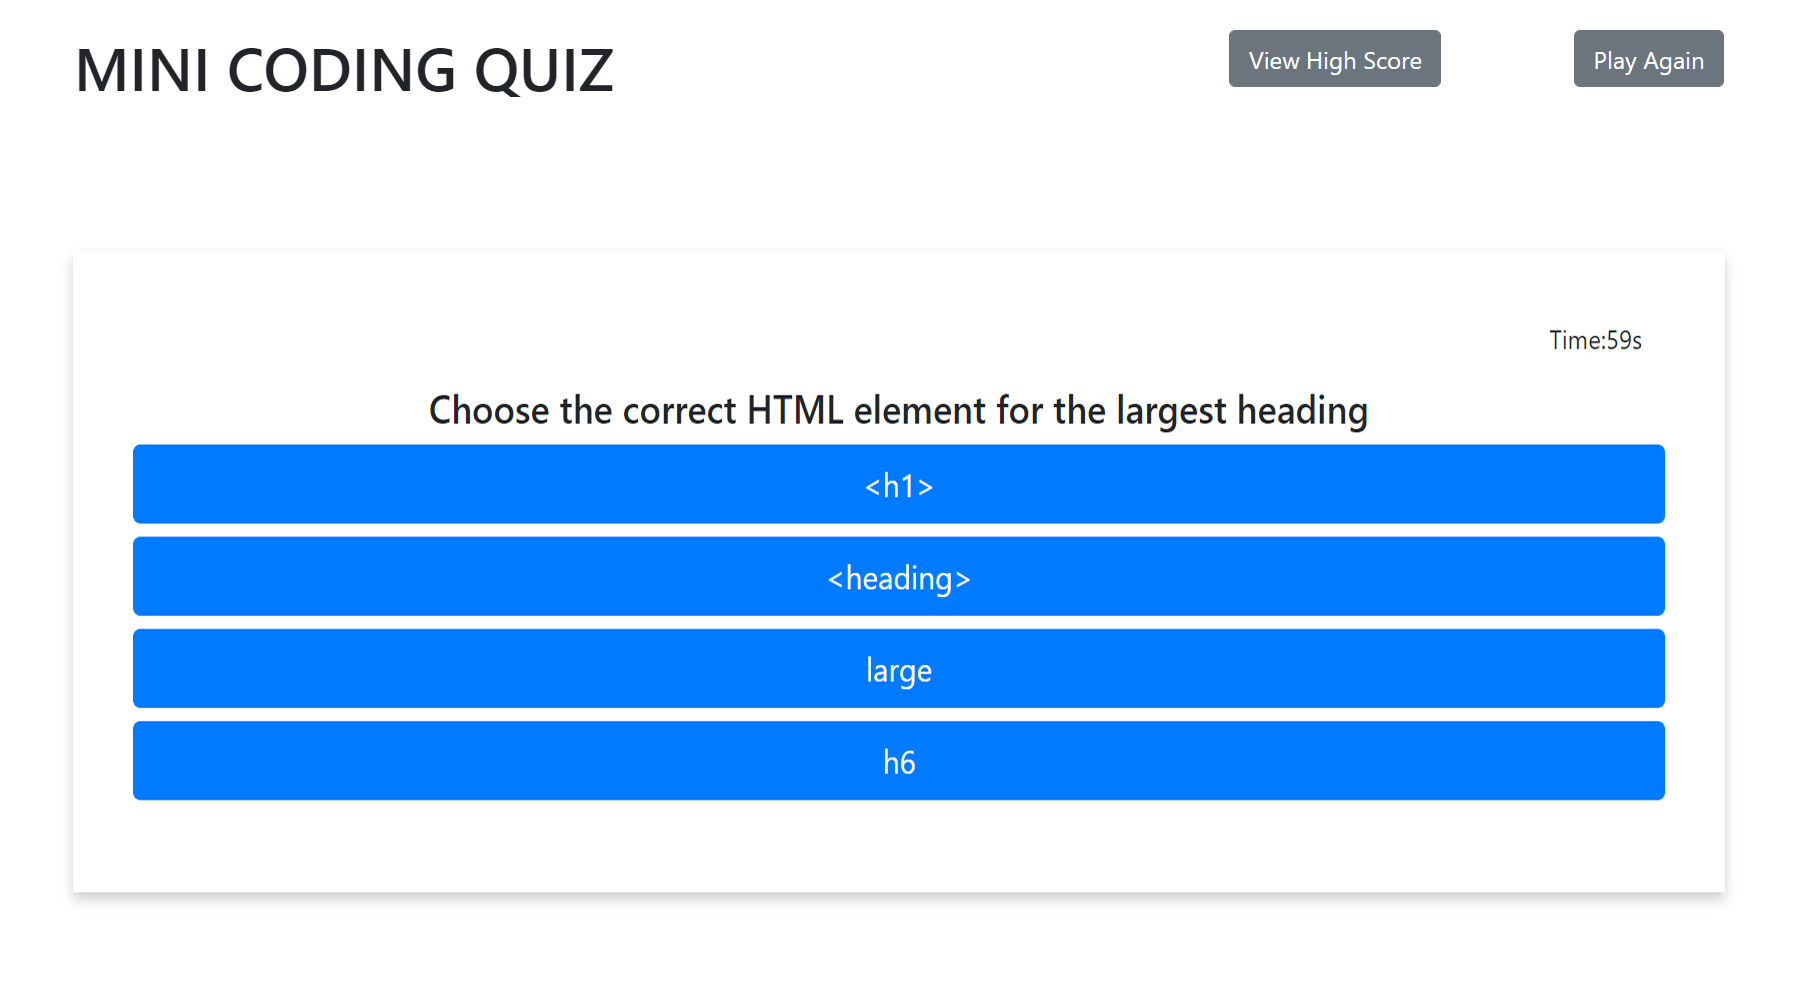 MINI CODING QUIZ
View High Score
Play Again
Time:59s
Choose the correct HTML element for the largest heading
<h1>
<heading>
large
h6